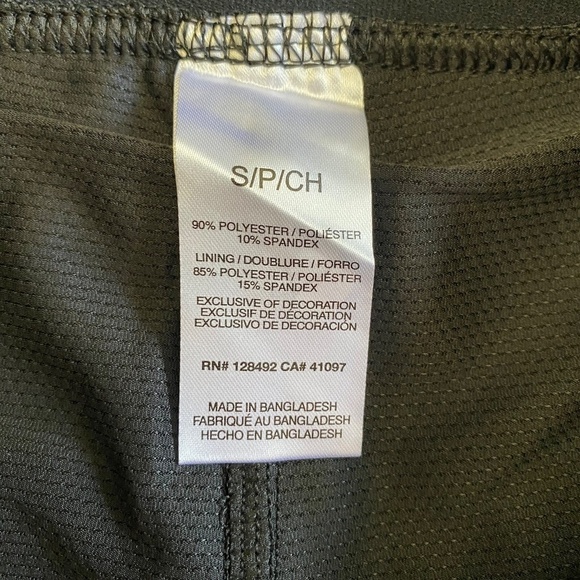 S/P/CH
90% POLYESTER / POLIÉSTER
10% SPANDEX
LINING / DOUBLURE / FORRO
85% POLYESTER / POLIÉSTER
15% SPANDEX
EXCLUSIVE OF DECORATION
EXCLUSIF DE DÉCORATION
EXCLUSIVO DE DECORACIÓN
RN# 128492 CA# 41097
MADE IN BANGLADESH
FABRIQUÉ AU BANGLADESH
HECHO EN BANGLADESH